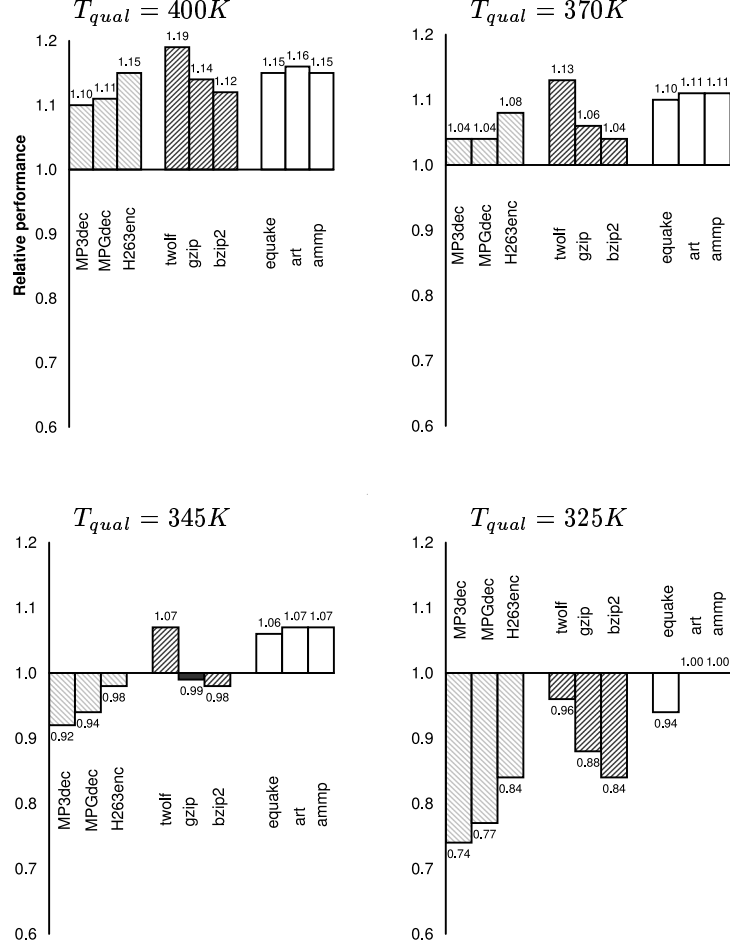 T_qual = 400K
1.2
1.1
1.0
0.9
0.8
0.7
0.6
Relative performance
1.10
1.11
1.15
1.19
1.14
1.12
1.15
1.16
1.15
MP3dec
MPGdec
H263enc
twolf
gzip
bzip2
equake
art
ammp
T_qual = 370K
1.2
1.1
1.0
0.9
0.8
0.7
0.6
1.04
1.04
1.08
1.13
1.06
1.04
1.10
1.11
1.11
MP3dec
MPGdec
H263enc
twolf
gzip
bzip2
equake
art
ammp
T_qual = 345K
1.2
1.1
1.0
0.9
0.8
0.7
0.6
0.92
0.94
0.98
1.07
0.99
0.98
1.06
1.07
1.07
MP3dec
MPGdec
H263enc
twolf
gzip
bzip2
equake
art
ammp
T_qual = 325K
1.2
1.1
1.0
0.9
0.8
0.7
0.6
MP3dec
MPGdec
H263enc
twolf
gzip
bzip2
equake
art
ammp
0.74
0.77
0.84
0.96
0.88
0.84
0.94
1.00
1.00